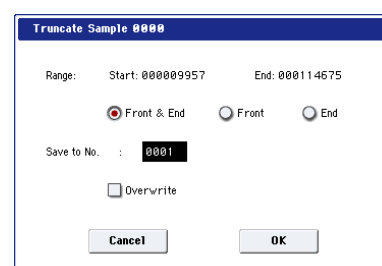 Truncate Sample 0000
Range: Start: 000009957 End: 000114675
Front & End Front End
Save to No. : 0001
Overwrite
Cancel OK